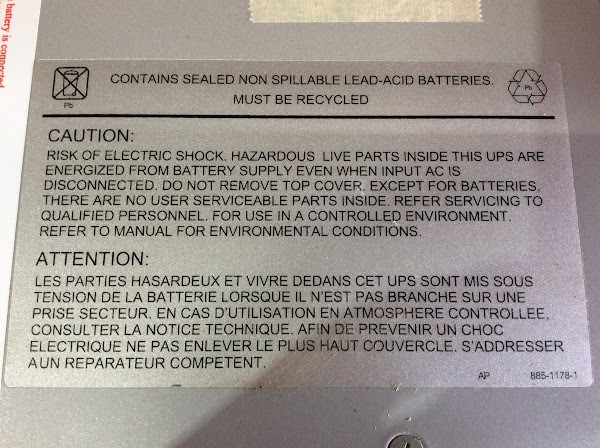 battery is connected
CONTAINS SEALED NON SPILLABLE LEAD-ACID BATTERIES.
MUST BE RECYCLED
Pb
Pb
CAUTION:
RISK OF ELECTRIC SHOCK. HAZARDOUS LIVE PARTS INSIDE THIS UPS ARE
ENERGIZED FROM BATTERY SUPPLY EVEN WHEN INPUT AC IS
DISCONNECTED. DO NOT REMOVE TOP COVER, EXCEPT FOR BATTERIES,
THERE ARE NO USER SERVICEABLE PARTS INSIDE. REFER SERVICING TO
QUALIFIED PERSONNEL. FOR USE IN A CONTROLLED ENVIRONMENT.
REFER TO MANUAL FOR ENVIRONMENTAL CONDITIONS.
ATTENTION:
LES PARTIES HASARDEUX ET VIVRE DEDANS CET UPS SONT MIS SOUS
TENSION DE LA BATTERIE LORSQUE IL N'EST PAS BRANCHE SUR UNE
PRISE SECTEUR. EN CAS D'UTILISATION EN ATMOSPHERE CONTROLLEE,
CONSULTER LA NOTICE TECHNIQUE. AFIN DE PREVENIR UN CHOC
ELECTRIQUE NE PAS ENLEVER LE PLUS HAUT COUVERCLE. S'ADDRESSER
A UN REPARATEUR COMPETENT.
AP 885-1178-1